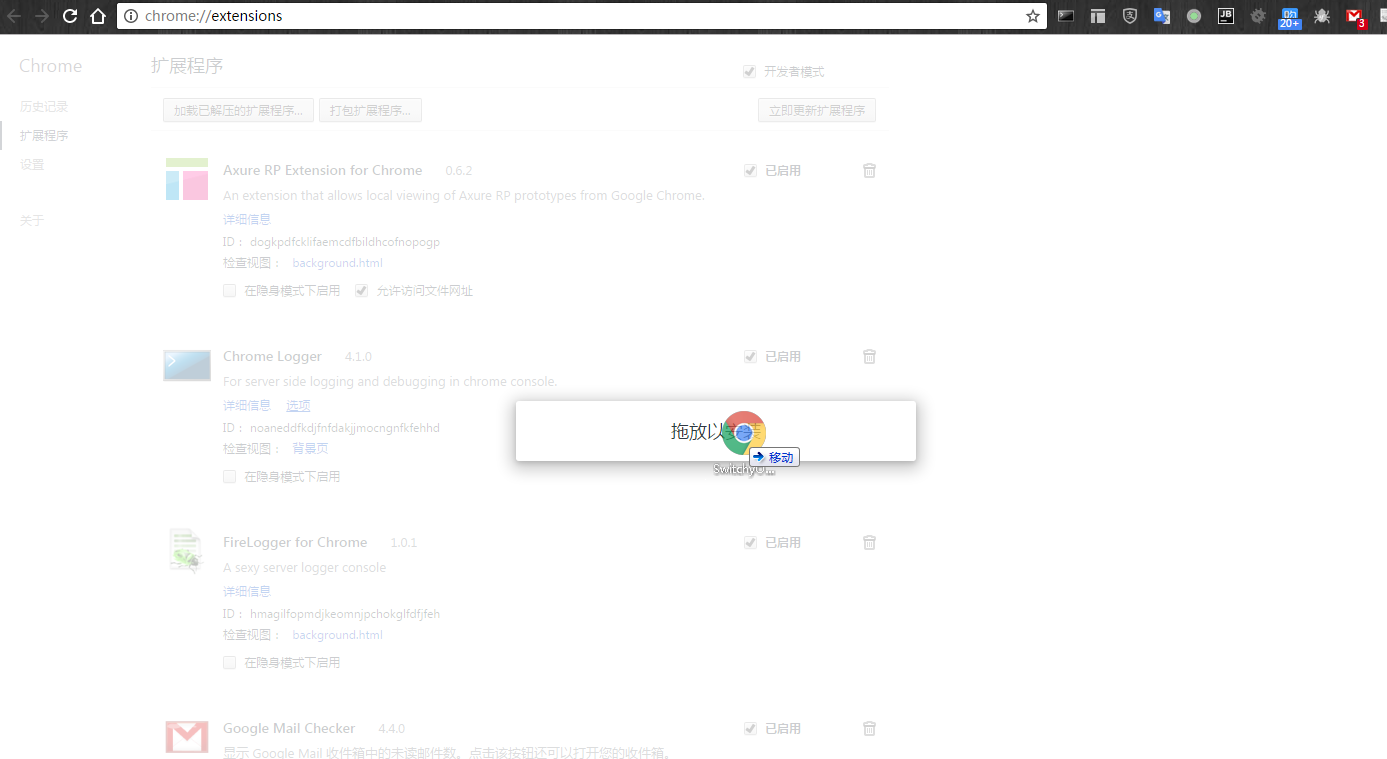 chrome://extensions
JB
20+
3
Chrome
扩展程序
开发者模式
历史记录
扩展程序
设置
关于
加载已解压的扩展程序... 打包扩展程序... 立即更新扩展程序
Axure RP Extension for Chrome 0.6.2 已启用
An extension that allows local viewing of Axure RP prototypes from Google Chrome.
详细信息
ID： dogkpdfcklifaemcdfbildhcofnopogp
检查视图： background.html
在隐身模式下启用 允许访问文件网址
Chrome Logger 4.1.0 已启用
For server side logging and debugging in chrome console.
详细信息 选项
ID： noaneddfkdjfnfdakjjmocngnfkfehhd
检查视图： 背景页
在隐身模式下启用
拖放以安装
移动
SwitchyO...
FireLogger for Chrome 1.0.1 已启用
A sexy server logger console
详细信息
ID： hmagilfopmdjkeomnjpchokglfdfjfeh
检查视图： background.html
在隐身模式下启用
Google Mail Checker 4.4.0 已启用
显示 Google Mail 收件箱中的未读邮件数。点击该按钮还可以打开您的收件箱。